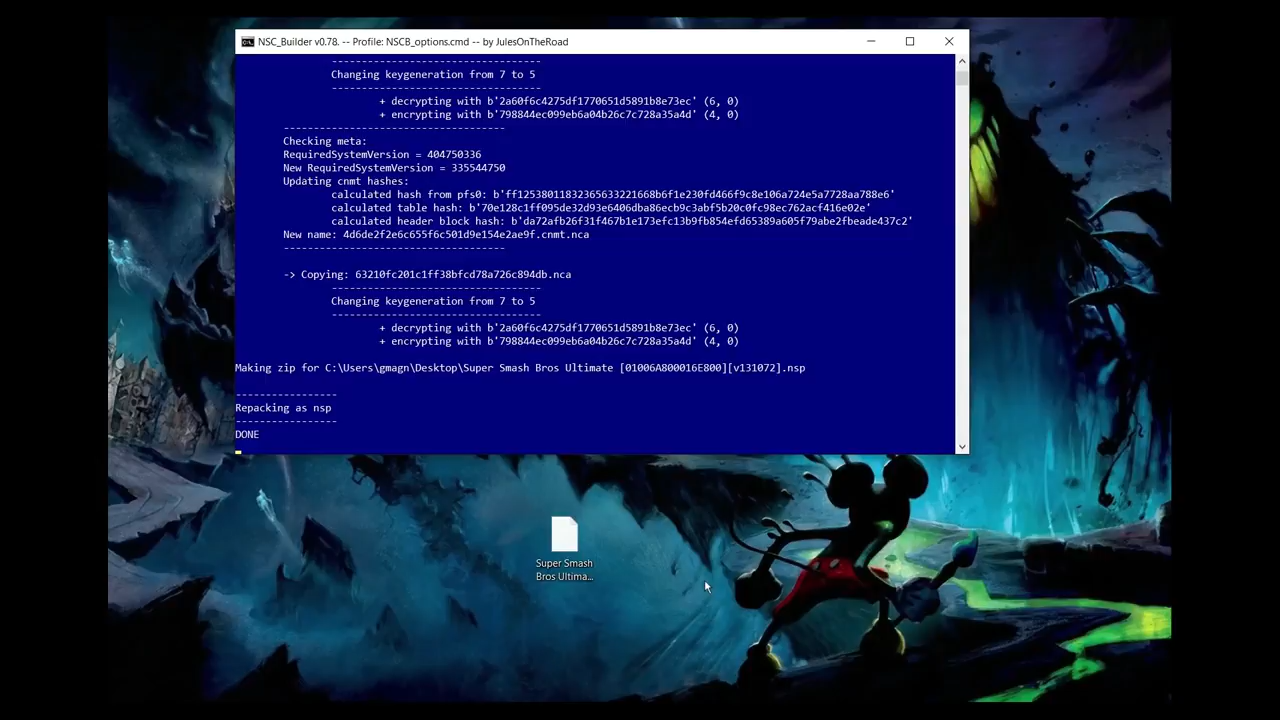 NSC_Builder v0.78. -- Profile: NSCB_options.cmd -- by JulesOnTheRoad
-----------------------------------
Changing keygeneration from 7 to 5
-----------------------------------
+ decrypting with b'2a60f6c4275df1770651d5891b8e73ec' (6, 0)
+ encrypting with b'798844ec099eb6a04b26c7c728a35a4d' (4, 0)
-------------------------------------
Checking meta:
RequiredSystemVersion = 404750336
New RequiredSystemVersion = 335544750
Updating cnmt hashes:
calculated hash from pfs0: b'ff12538011832365633221668b6f1e230fd466f9c8e106a724e5a7728aa788e6'
calculated table hash: b'70e128c1ff095de32d93e6406dba86ecb9c3abf5b20c0fc98ec762acf416e02e'
calculated header block hash: b'da72afb26f31f467b1e173efc13b9fb854efd65389a605f79abe2fbeade437c2'
New name: 4d6de2f2e6c655f6c501d9e154e2ae9f.cnmt.nca
-------------------------------------
-> Copying: 63210fc201c1ff38bfcd78a726c894db.nca
-----------------------------------
Changing keygeneration from 7 to 5
-----------------------------------
+ decrypting with b'2a60f6c4275df1770651d5891b8e73ec' (6, 0)
+ encrypting with b'798844ec099eb6a04b26c7c728a35a4d' (4, 0)
Making zip for C:\Users\gmagn\Desktop\Super Smash Bros Ultimate [01006A800016E800][v131072].nsp
-----------------
Repacking as nsp
-----------------
DONE
Super Smash
Bros Ultima...